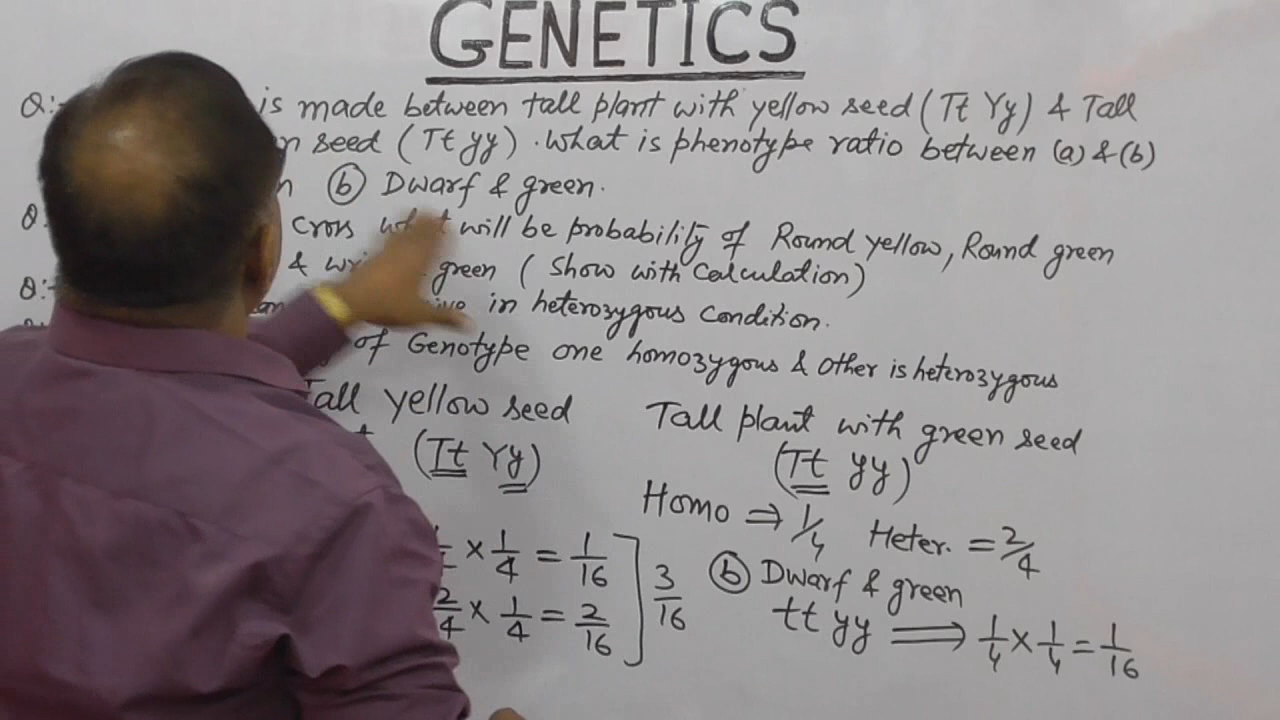 GENETICS
Q:- is made between tall plant with yellow seed (Tt Yy) & Tall
n seed (Tt yy). What is phenotype ratio between (a) & (b)
n (b) Dwarf & green.
Q cross what will be probability of Round yellow, Round green
& green (Show with Calculation)
Q:- in heterozygous condition.
of Genotype one homozygous & other is heterozygous
Tall yellow seed
(Tt Yy)
Tall plant with green seed
(Tt yy)
Homo ⇒ 1/4 Heter. = 2/4
× 1/4 = 1/16
2/4 × 1/4 = 2/16
] 3/16
(b) Dwarf & green
tt yy ⟹ 1/4 × 1/4 = 1/16